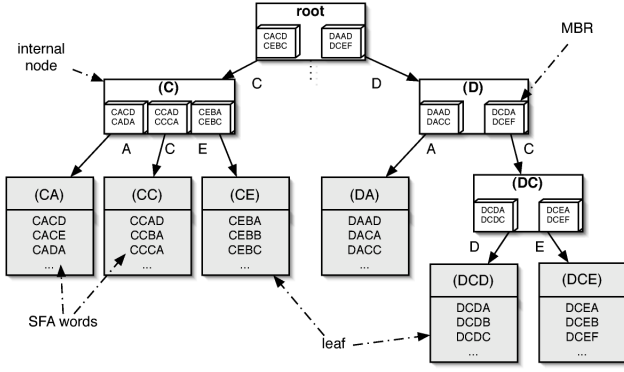 root
CACD
CEBC
DAAD
DCEF
MBR
internal
node
C
D
(C)
CACD
CADA
CCAD
CCCA
CEBA
CEBC
(D)
DAAD
DACC
DCDA
DCEF
A
C
E
A
C
(CA)
CACD
CACE
CADA
...
(CC)
CCAD
CCBA
CCCA
...
(CE)
CEBA
CEBB
CEBC
...
(DA)
DAAD
DACA
DACC
...
(DC)
DCDA
DCDC
DCEA
DCEF
D
E
(DCD)
DCDA
DCDB
DCDC
...
(DCE)
DCEA
DCEB
DCEF
...
SFA words
leaf